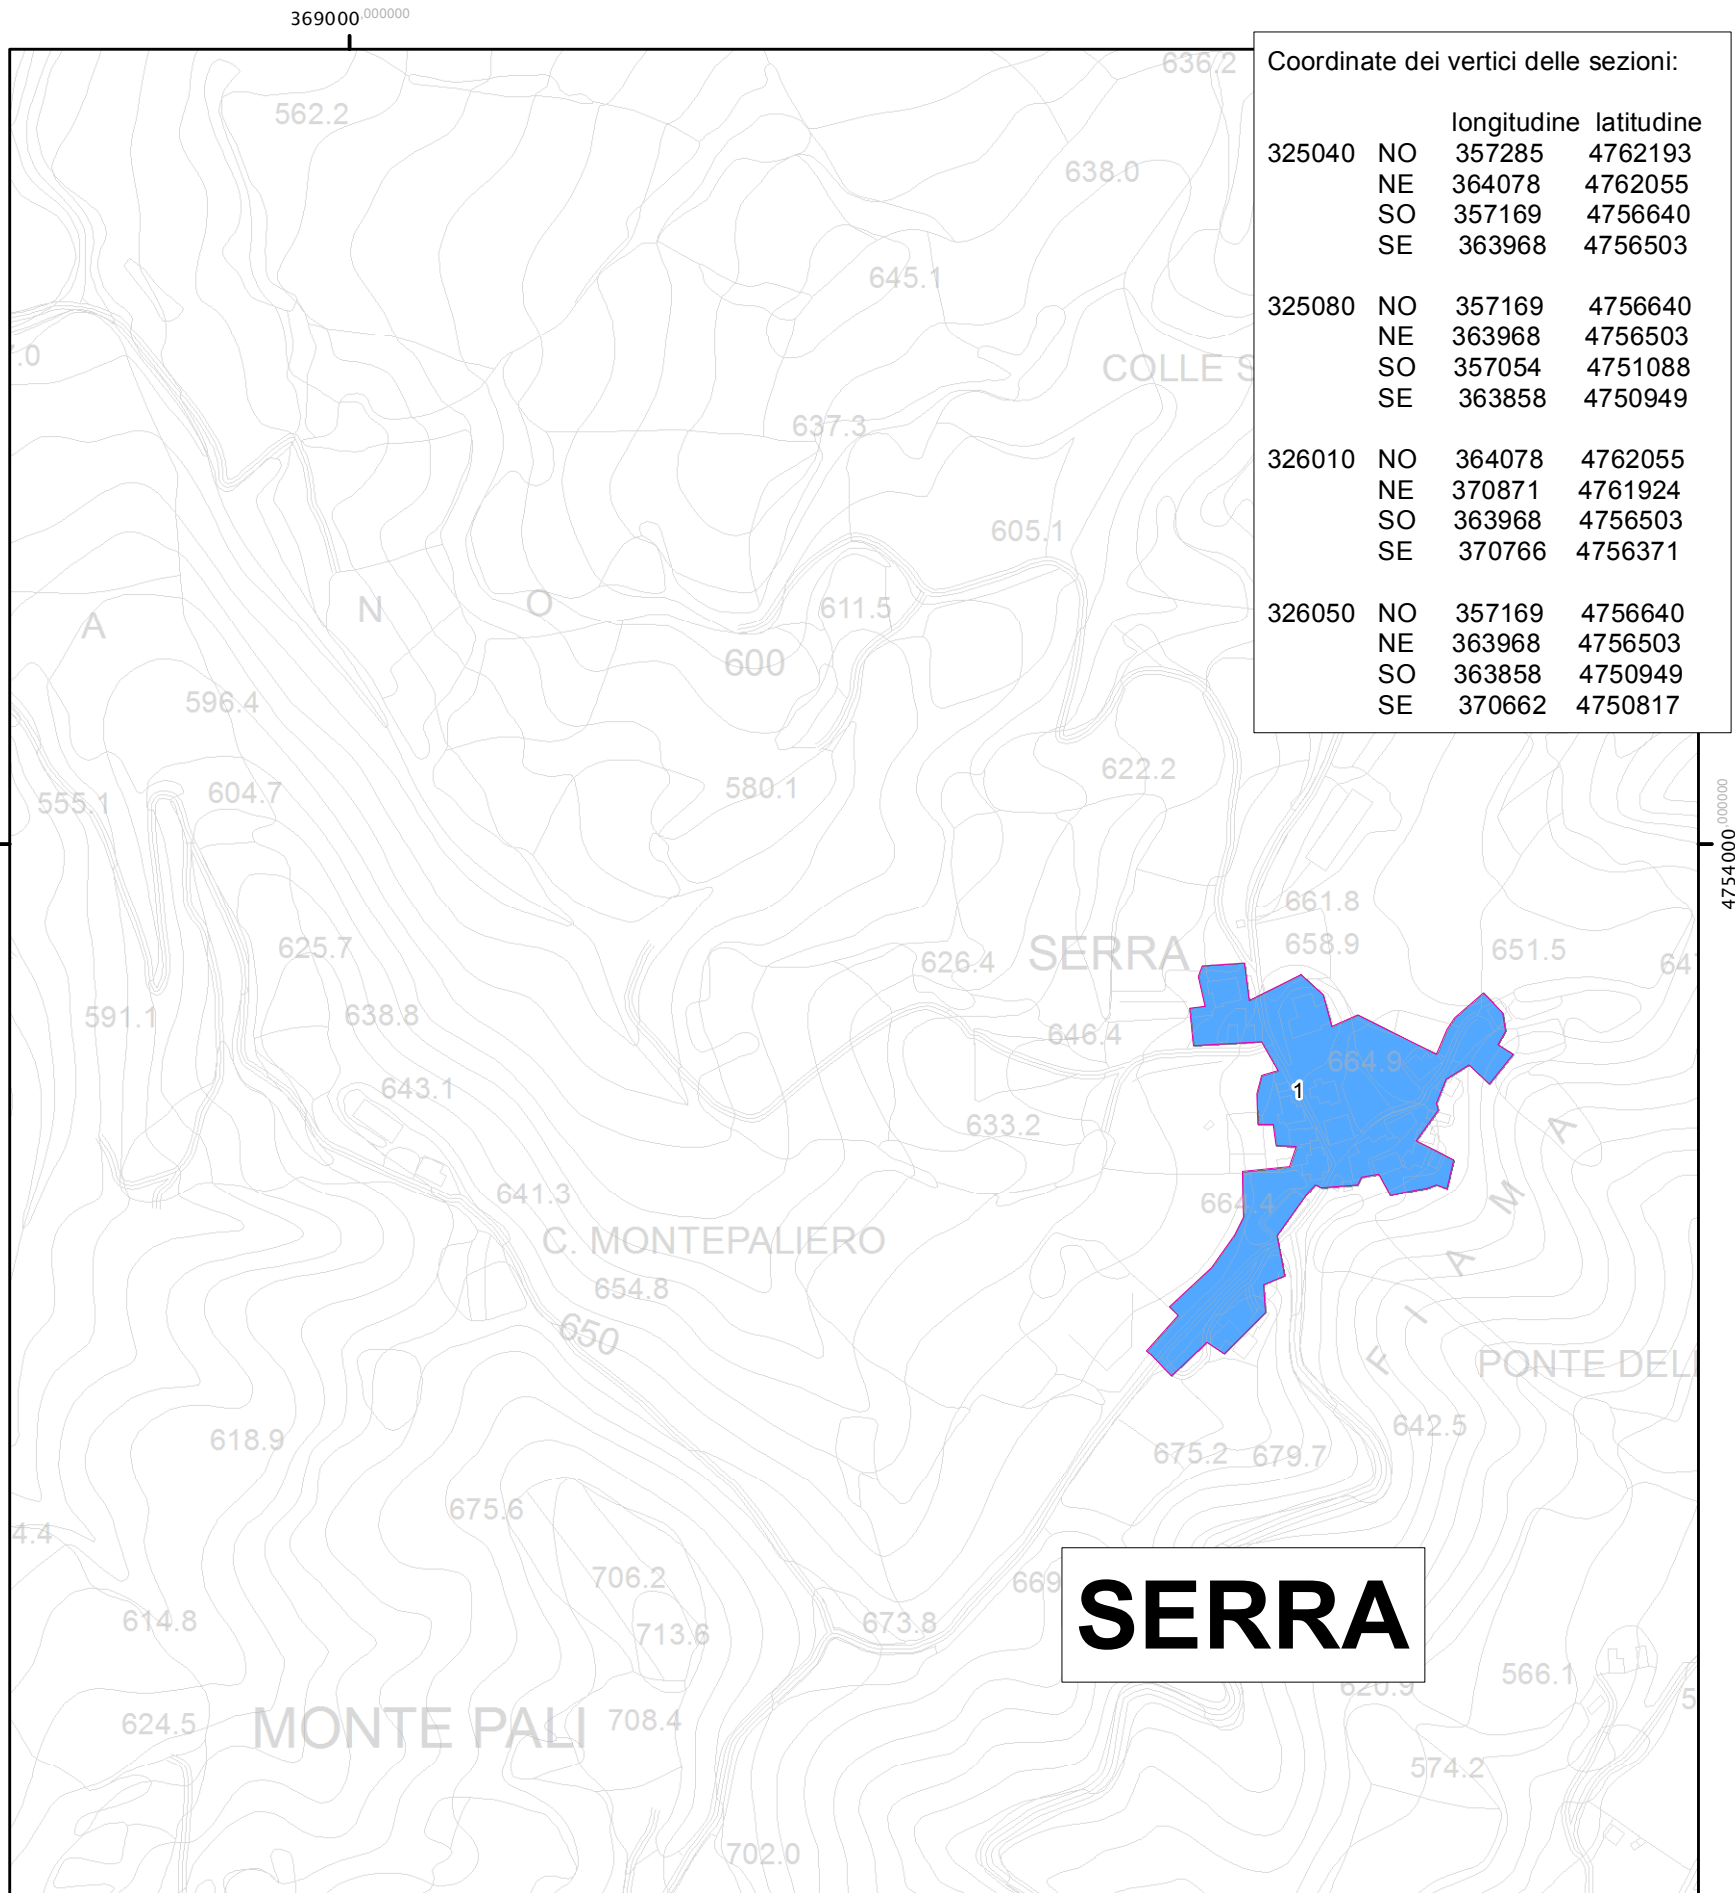 369000,000000
Coordinate dei vertici delle sezioni:
longitudine latitudine
325040 NO 357285 4762193
NE 364078 4762055
SO 357169 4756640
SE 363968 4756503
325080 NO 357169 4756640
NE 363968 4756503
SO 357054 4751088
SE 363858 4750949
326010 NO 364078 4762055
NE 370871 4761924
SO 363968 4756503
SE 370766 4756371
326050 NO 357169 4756640
NE 363968 4756503
SO 363858 4750949
SE 370662 4750817
636.2
562.2
638.0
645.1
.0
COLLE S
637.3
605.1
A N O
611.5
600
596.4
622.2
604.7
580.1
555.1
4754000,000000
661.8
658.9
625.7
626.4
SERRA
651.5
64
591.1
638.8
646.4
664.9
1
643.1
633.2
641.3
664.4
C. MONTEPALIERO
654.8
650
F I A M A
PONTE DEL
642.5
618.9
675.2
679.7
675.6
4.4
706.2
669
SERRA
614.8
713.6
673.8
566.1
620.9
624.5
MONTE PALI
708.4
5
574.2
702.0